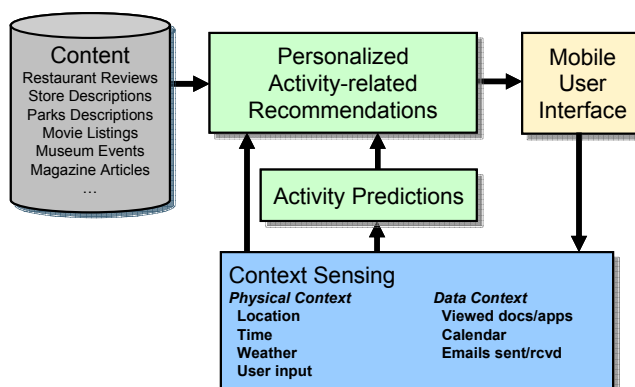 Content
Restaurant Reviews
Store Descriptions
Parks Descriptions
Movie Listings
Museum Events
Magazine Articles
…
Personalized
Activity-related
Recommendations
Mobile
User
Interface
Activity Predictions
Context Sensing
Physical Context
Location
Time
Weather
User input
Data Context
Viewed docs/apps
Calendar
Emails sent/rcvd